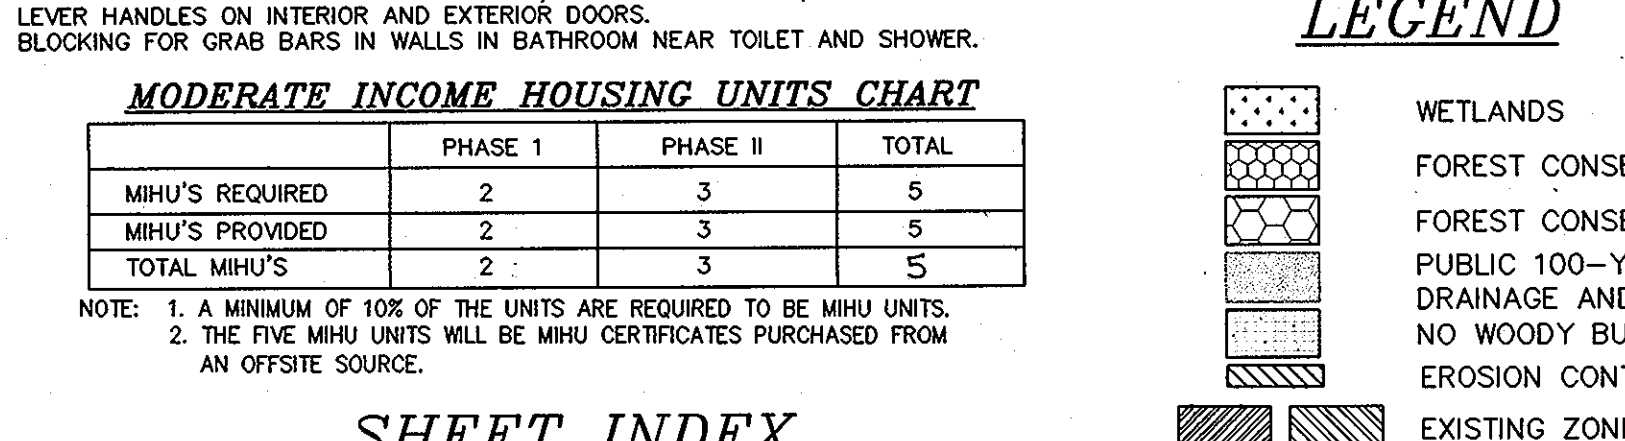 LEVER HANDLES ON INTERIOR AND EXTERIOR DOORS.
BLOCKING FOR GRAB BARS IN WALLS IN BATHROOM NEAR TOILET AND SHOWER.
MODERATE INCOME HOUSING UNITS CHART
PHASE 1 PHASE II TOTAL
MIHU'S REQUIRED 2 3 5
MIHU'S PROVIDED 2 3 5
TOTAL MIHU'S 2 3 5
NOTE: 1. A MINIMUM OF 10% OF THE UNITS ARE REQUIRED TO BE MIHU UNITS.
2. THE FIVE MIHU UNITS WILL BE MIHU CERTIFICATES PURCHASED FROM
AN OFFSITE SOURCE.
SHEET INDEX
LEGEND
WETLANDS
FOREST CONSE
FOREST CONSE
PUBLIC 100-Y
DRAINAGE AND
NO WOODY BU
EROSION CONT
EXISTING ZONI